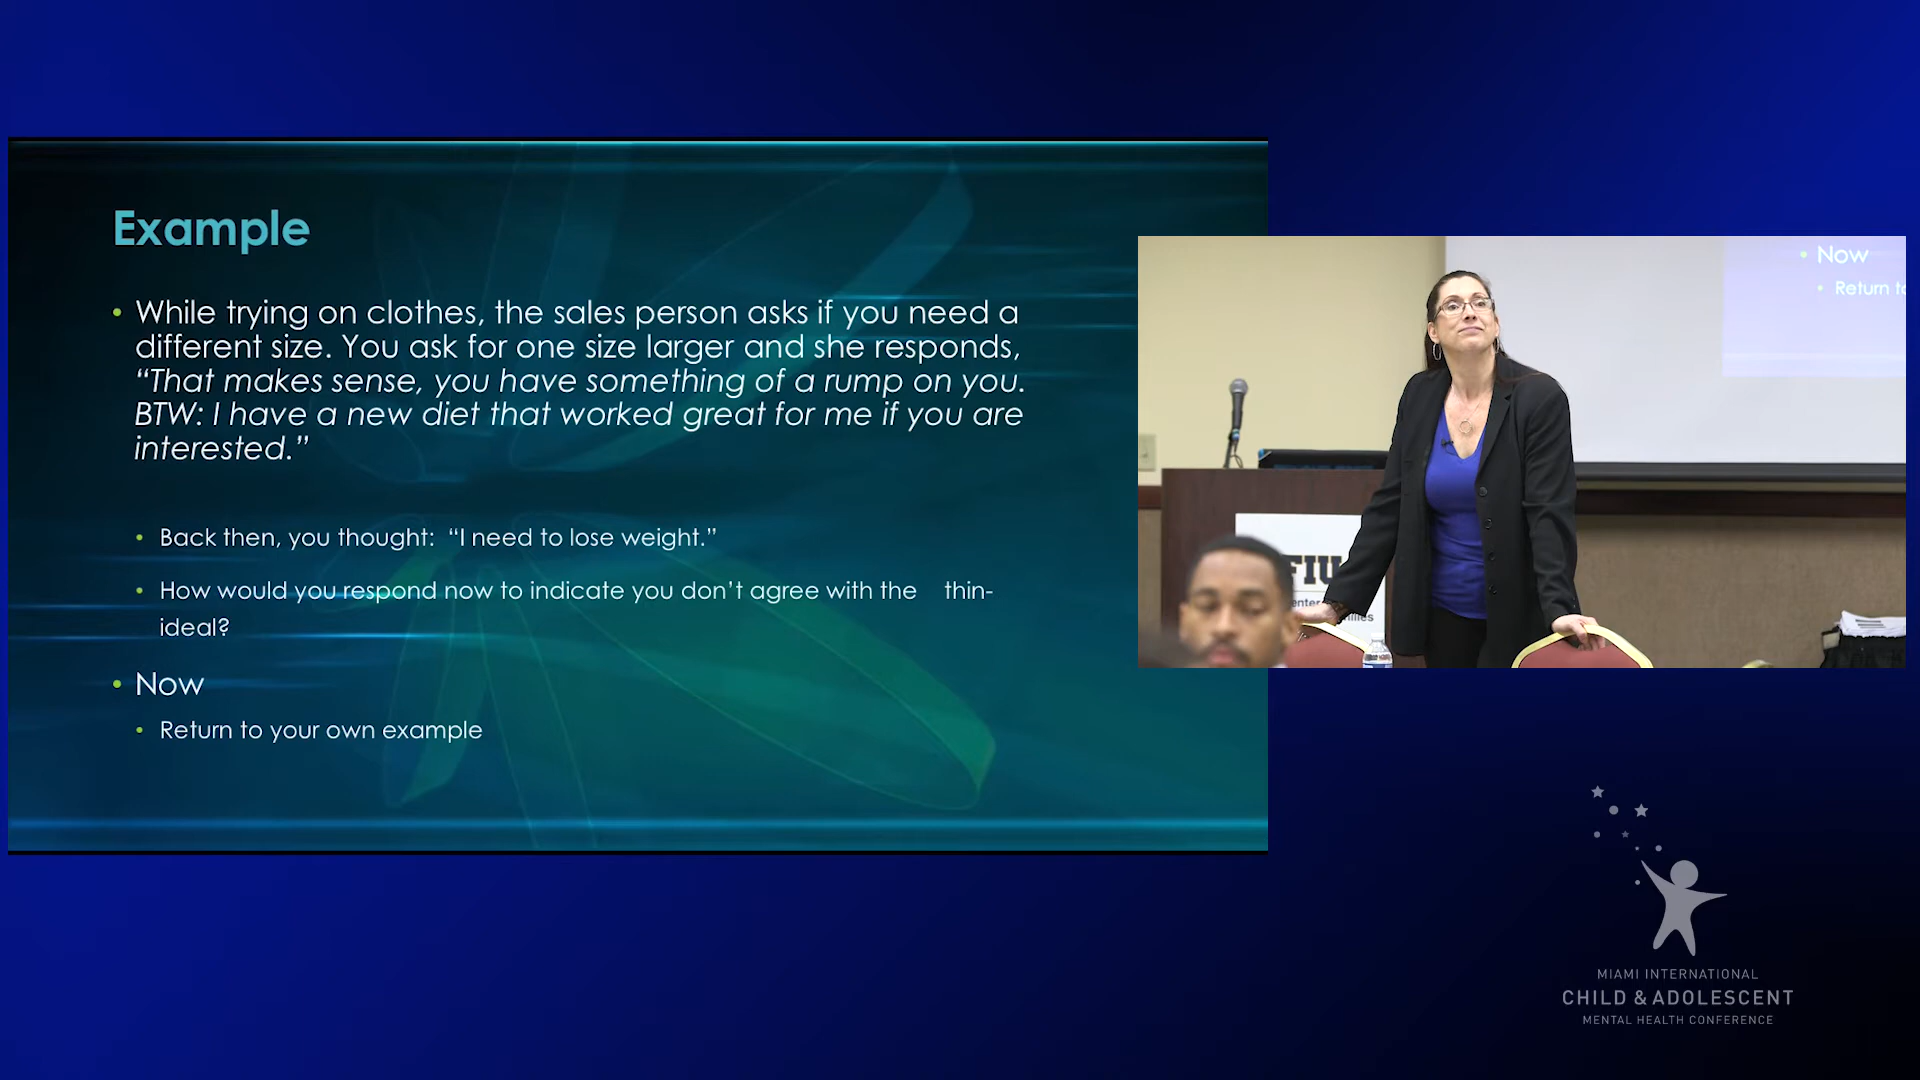 Example
• While trying on clothes, the sales person asks if you need a
different size. You ask for one size larger and she responds,
“That makes sense, you have something of a rump on you.
BTW: I have a new diet that worked great for me if you are
interested.”
• Back then, you thought: “I need to lose weight.”
• How would you respond now to indicate you don’t agree with the thin-
ideal?
• Now
• Return to your own example
• Now
• Return to
FIU
MIAMI INTERNATIONAL
CHILD & ADOLESCENT
MENTAL HEALTH CONFERENCE